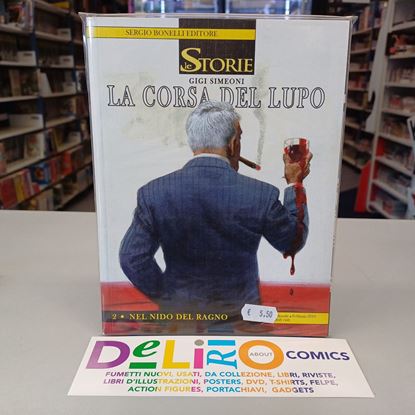 SERGIO BONELLI EDITORE
le STORIE
GIGI SIMEONI
LA CORSA DEL LUPO
2 • NEL NIDO DEL RAGNO
€ 5,50
DELIRIO ABOUT COMICS
FUMETTI NUOVI, USATI, DA COLLEZIONE, LIBRI, RIVISTE,
LIBRI D'ILLUSTRAZIONI, POSTERS, DVD, T-SHIRTS, FELPE,
ACTION FIGURES, PORTACHIAVI, GADGETS